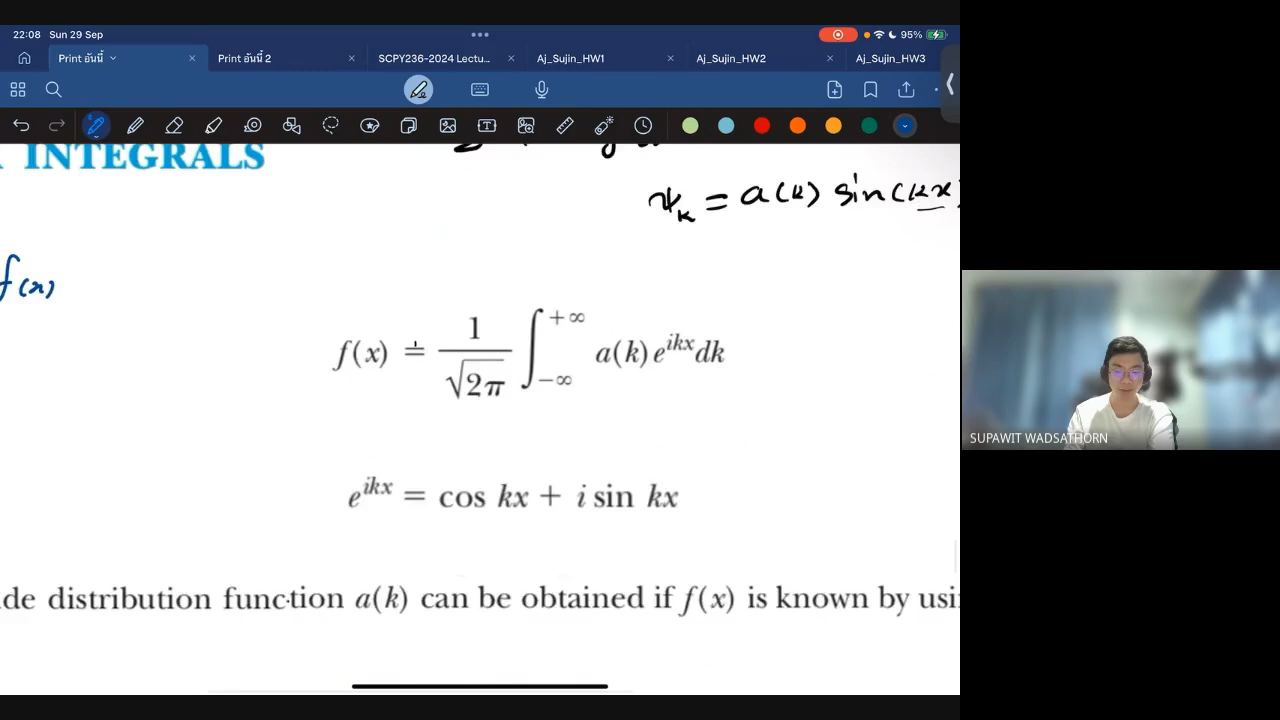 22:08 Sun 29 Sep
95%
Print อันนี้
Print อันนี้ 2
SCPY236-2024 Lectu...
Aj_Sujin_HW1
Aj_Sujin_HW2
Aj_Sujin_HW3
INTEGRALS
ψₖ = a(k) sin(kx)
f(x)
f(x) = 1/√2π ∫_{-∞}^{+∞} a(k) e^{ikx} dk
e^{ikx} = cos kx + i sin kx
de distribution function a(k) can be obtained if f(x) is known by usi
SUPAWIT WADSATHORN